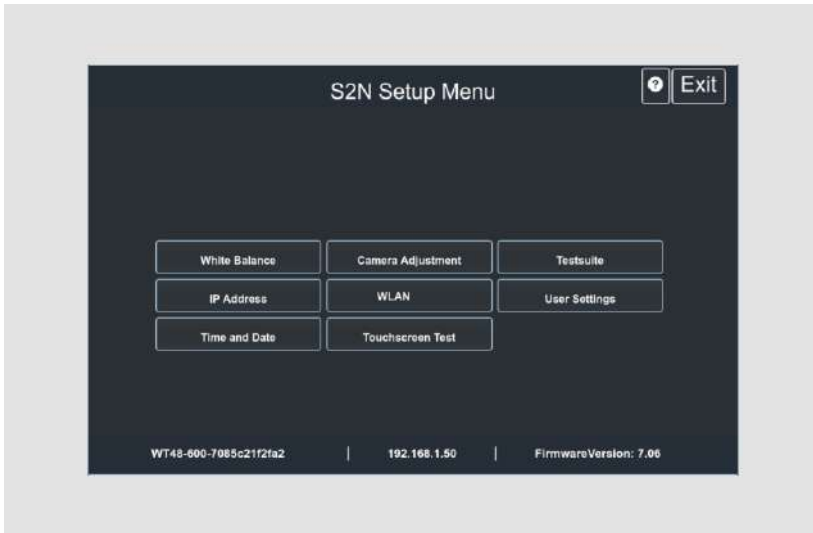 S2N Setup Menu
? Exit
White Balance Camera Adjustment Testsuite
IP Address WLAN User Settings
Time and Date Touchscreen Test
WT48-600-7085c21f2fa2 | 192.168.1.50 | FirmwareVersion: 7.06